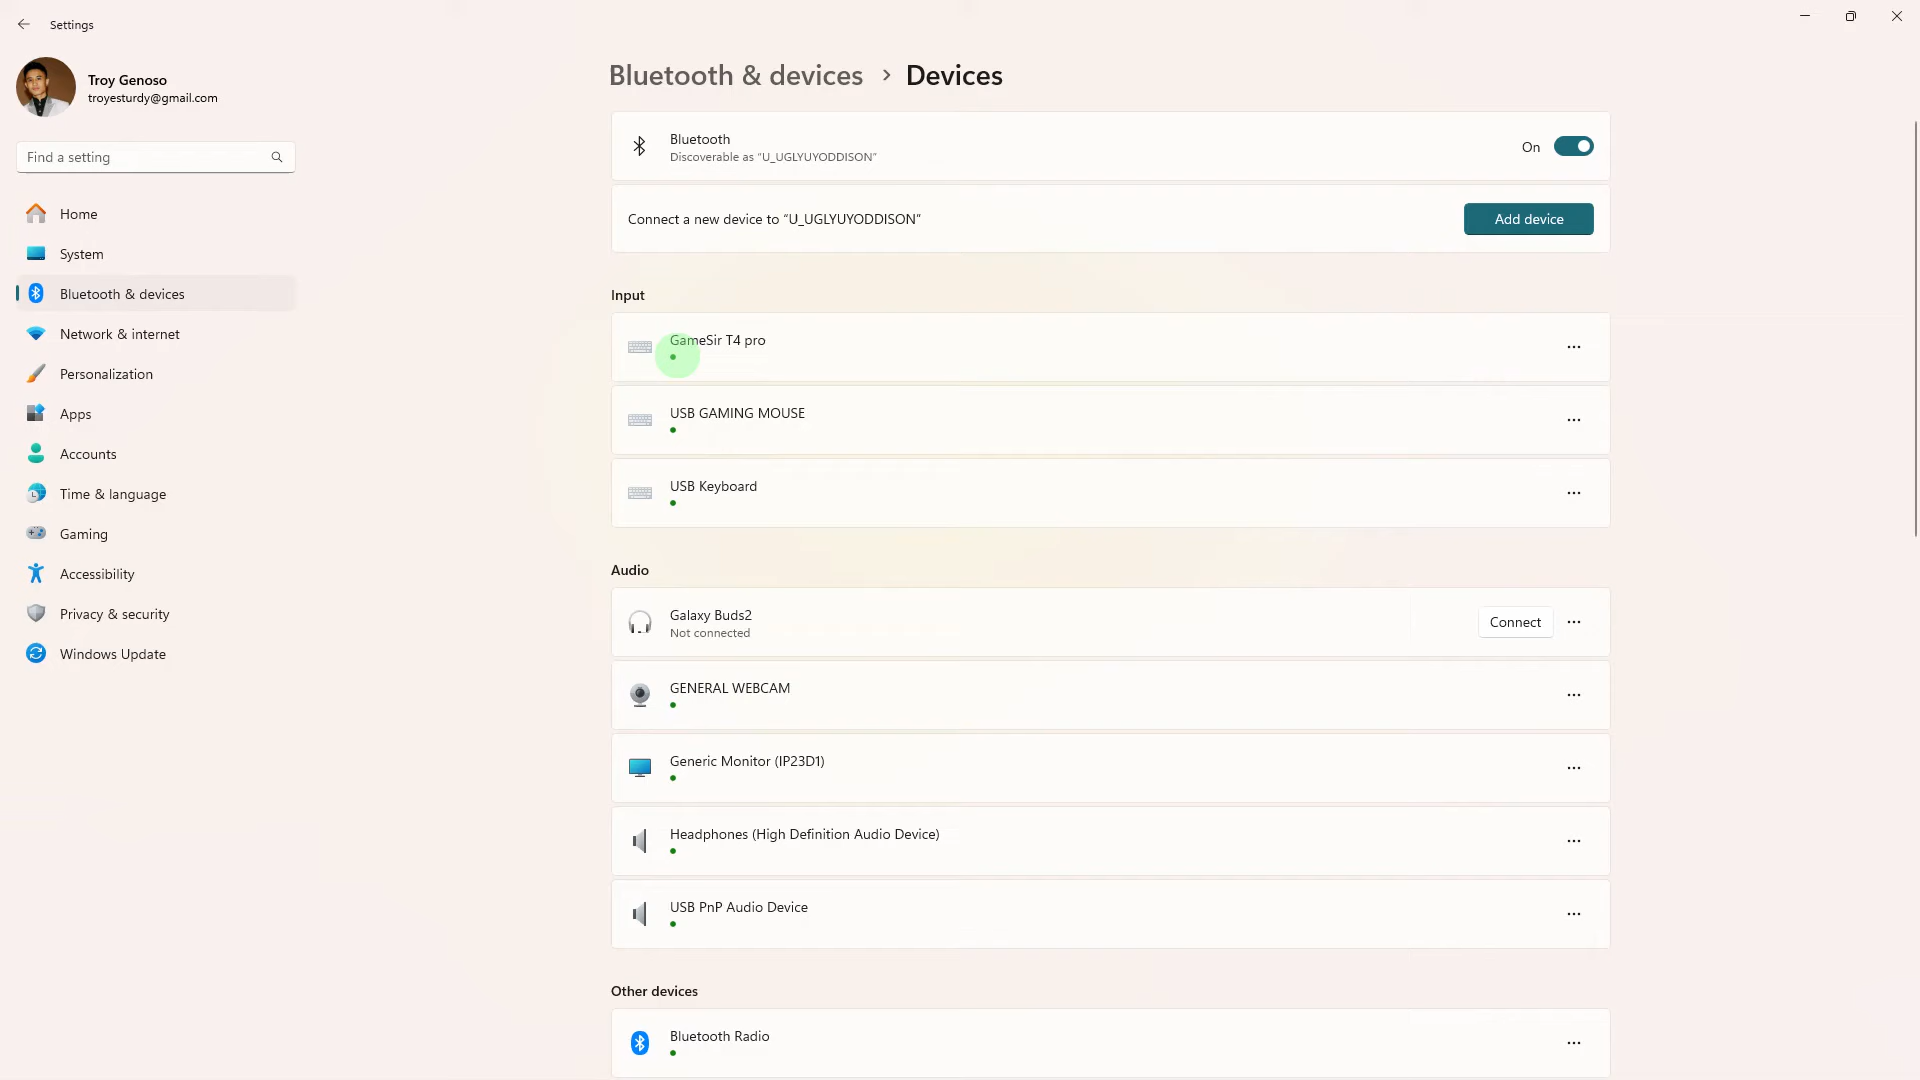 Settings
Troy Genoso
troyesturdy@gmail.com
Find a setting
Home
System
Bluetooth & devices
Network & internet
Personalization
Apps
Accounts
Time & language
Gaming
Accessibility
Privacy & security
Windows Update
Bluetooth & devices › Devices
Bluetooth
Discoverable as “U_UGLYUYODDISON”
On
Connect a new device to “U_UGLYUYODDISON”
Add device
Input
GameSir T4 pro
USB GAMING MOUSE
USB Keyboard
Audio
Galaxy Buds2
Not connected
Connect
GENERAL WEBCAM
Generic Monitor (IP23D1)
Headphones (High Definition Audio Device)
USB PnP Audio Device
Other devices
Bluetooth Radio